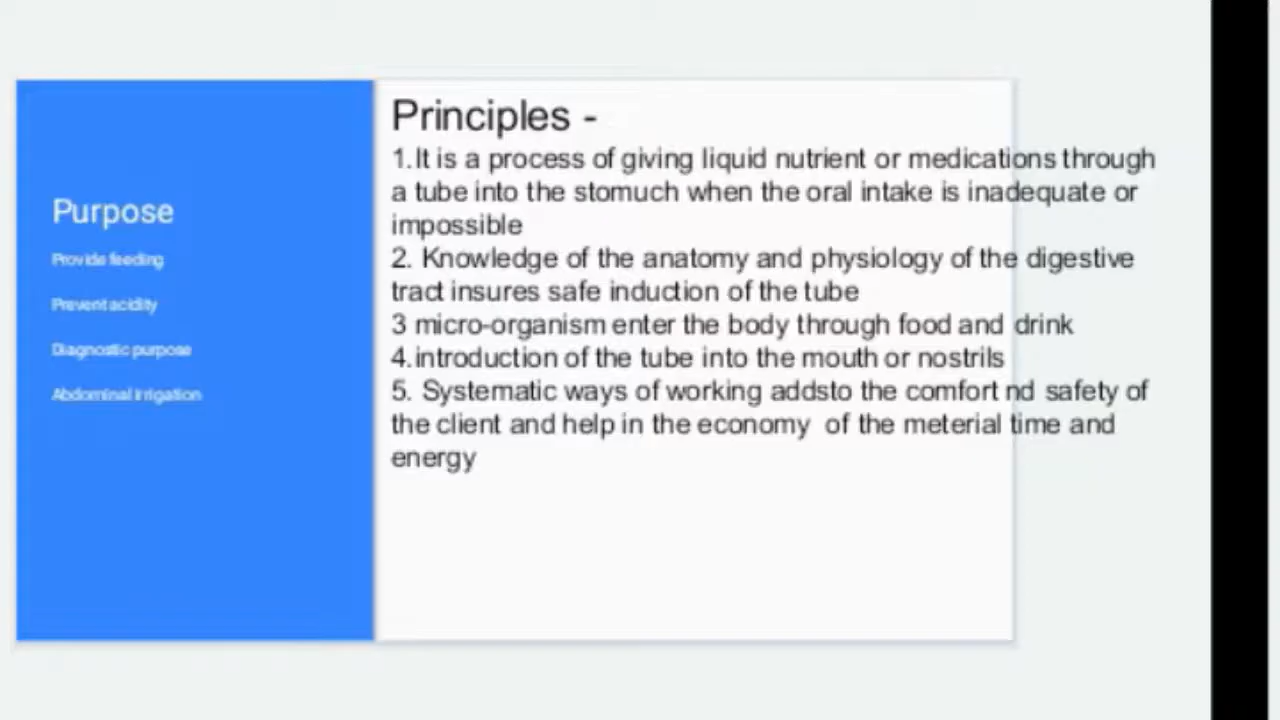 Purpose
Provide feeding
Prevent acidity
Diagnostic purpose
Abdominal irrigation
Principles -
1.It is a process of giving liquid nutrient or medications through
a tube into the stomuch when the oral intake is inadequate or
impossible
2. Knowledge of the anatomy and physiology of the digestive
tract insures safe induction of the tube
3 micro-organism enter the body through food and drink
4.introduction of the tube into the mouth or nostrils
5. Systematic ways of working addsto the comfort nd safety of
the client and help in the economy of the meterial time and
energy